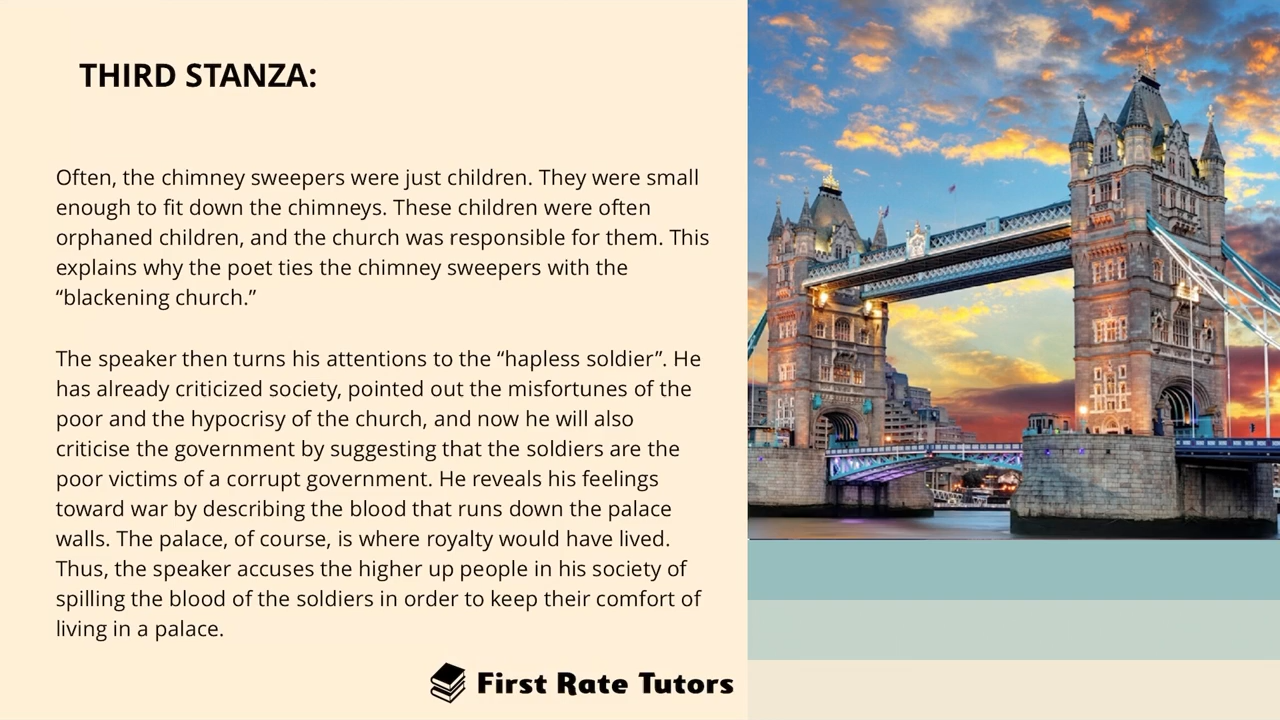 THIRD STANZA:
Often, the chimney sweepers were just children. They were small
enough to fit down the chimneys. These children were often
orphaned children, and the church was responsible for them. This
explains why the poet ties the chimney sweepers with the
“blackening church.”
The speaker then turns his attentions to the “hapless soldier”. He
has already criticized society, pointed out the misfortunes of the
poor and the hypocrisy of the church, and now he will also
criticise the government by suggesting that the soldiers are the
poor victims of a corrupt government. He reveals his feelings
toward war by describing the blood that runs down the palace
walls. The palace, of course, is where royalty would have lived.
Thus, the speaker accuses the higher up people in his society of
spilling the blood of the soldiers in order to keep their comfort of
living in a palace.
First Rate Tutors